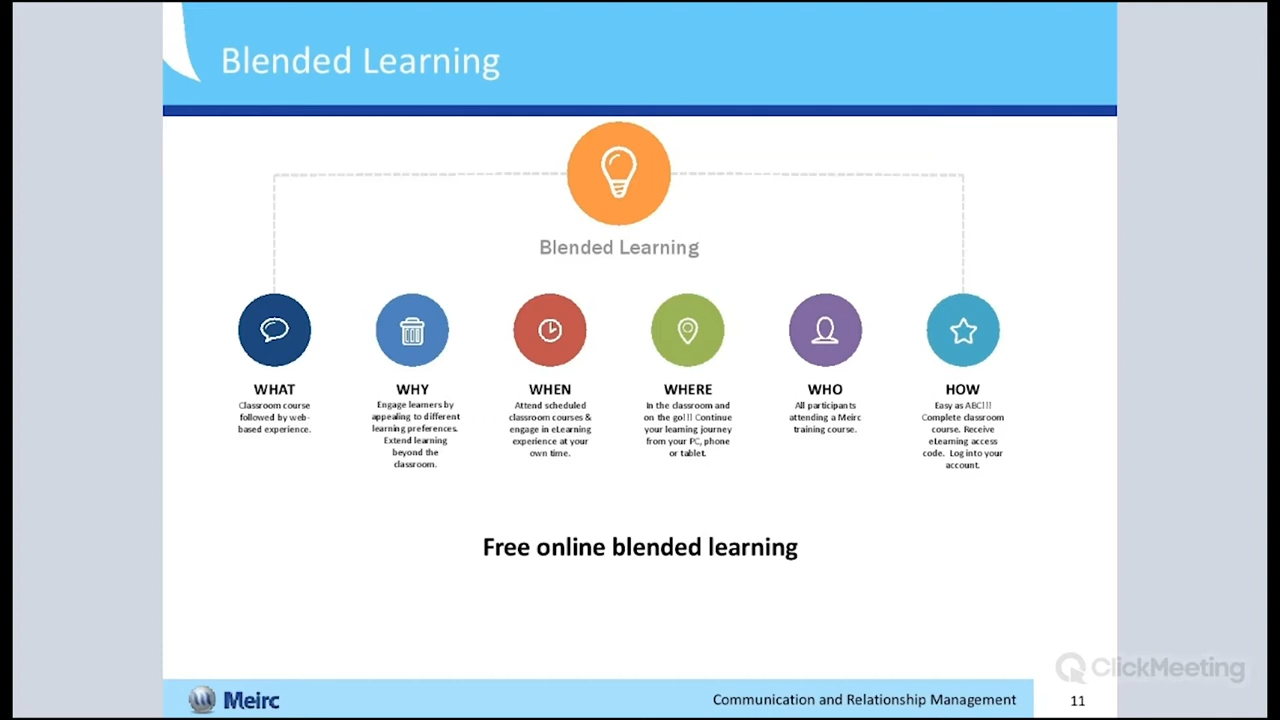 Blended Learning
Blended Learning
WHAT
Classroom course
followed by web-
based experience.
WHY
Engage learners by
appealing to different
learning preferences.
Extend learning
beyond the
classroom.
WHEN
Attend scheduled
classroom courses &
engage in eLearning
experience at your
own time.
WHERE
In the classroom and
on the go!!! Continue
your learning journey
from your PC, phone
or tablet.
WHO
All participants
attending a Meirc
training course.
HOW
Easy as ABC!!!
Complete classroom
course. Receive
eLearning access
code. Log into your
account.
Free online blended learning
ClickMeeting
Meirc
Communication and Relationship Management
11